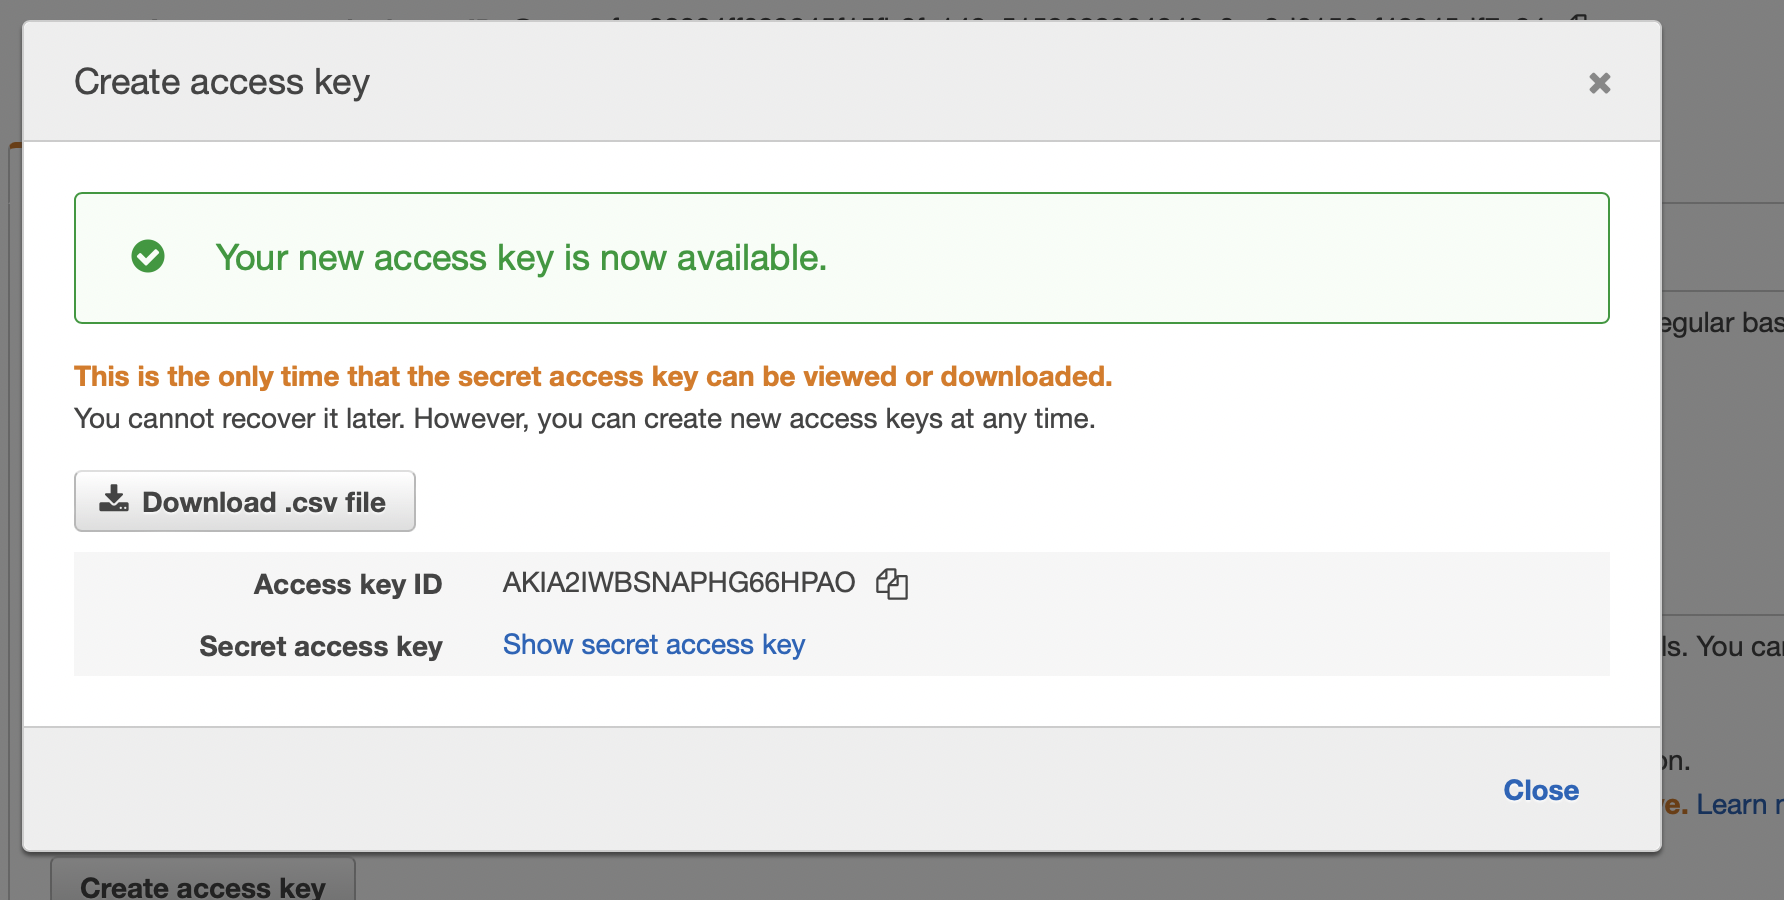 Create access key
Your new access key is now available.
This is the only time that the secret access key can be viewed or downloaded.
You cannot recover it later. However, you can create new access keys at any time.
egular bas
Download .csv file
Access key ID AKIA2IWBSNAPHG66HPAO
Secret access key Show secret access key
ls. You can
on.
Close
ve. Learn
Create access key